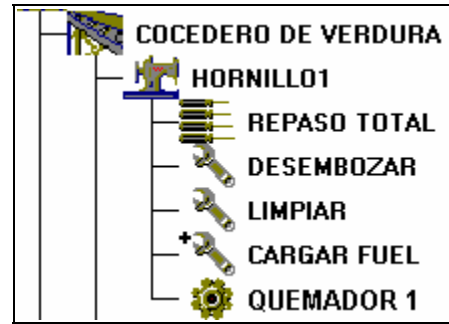 COCEDERO DE VERDURA
HORNILLO1
REPASO TOTAL
DESEMBOZAR
LIMPIAR
CARGAR FUEL
QUEMADOR 1